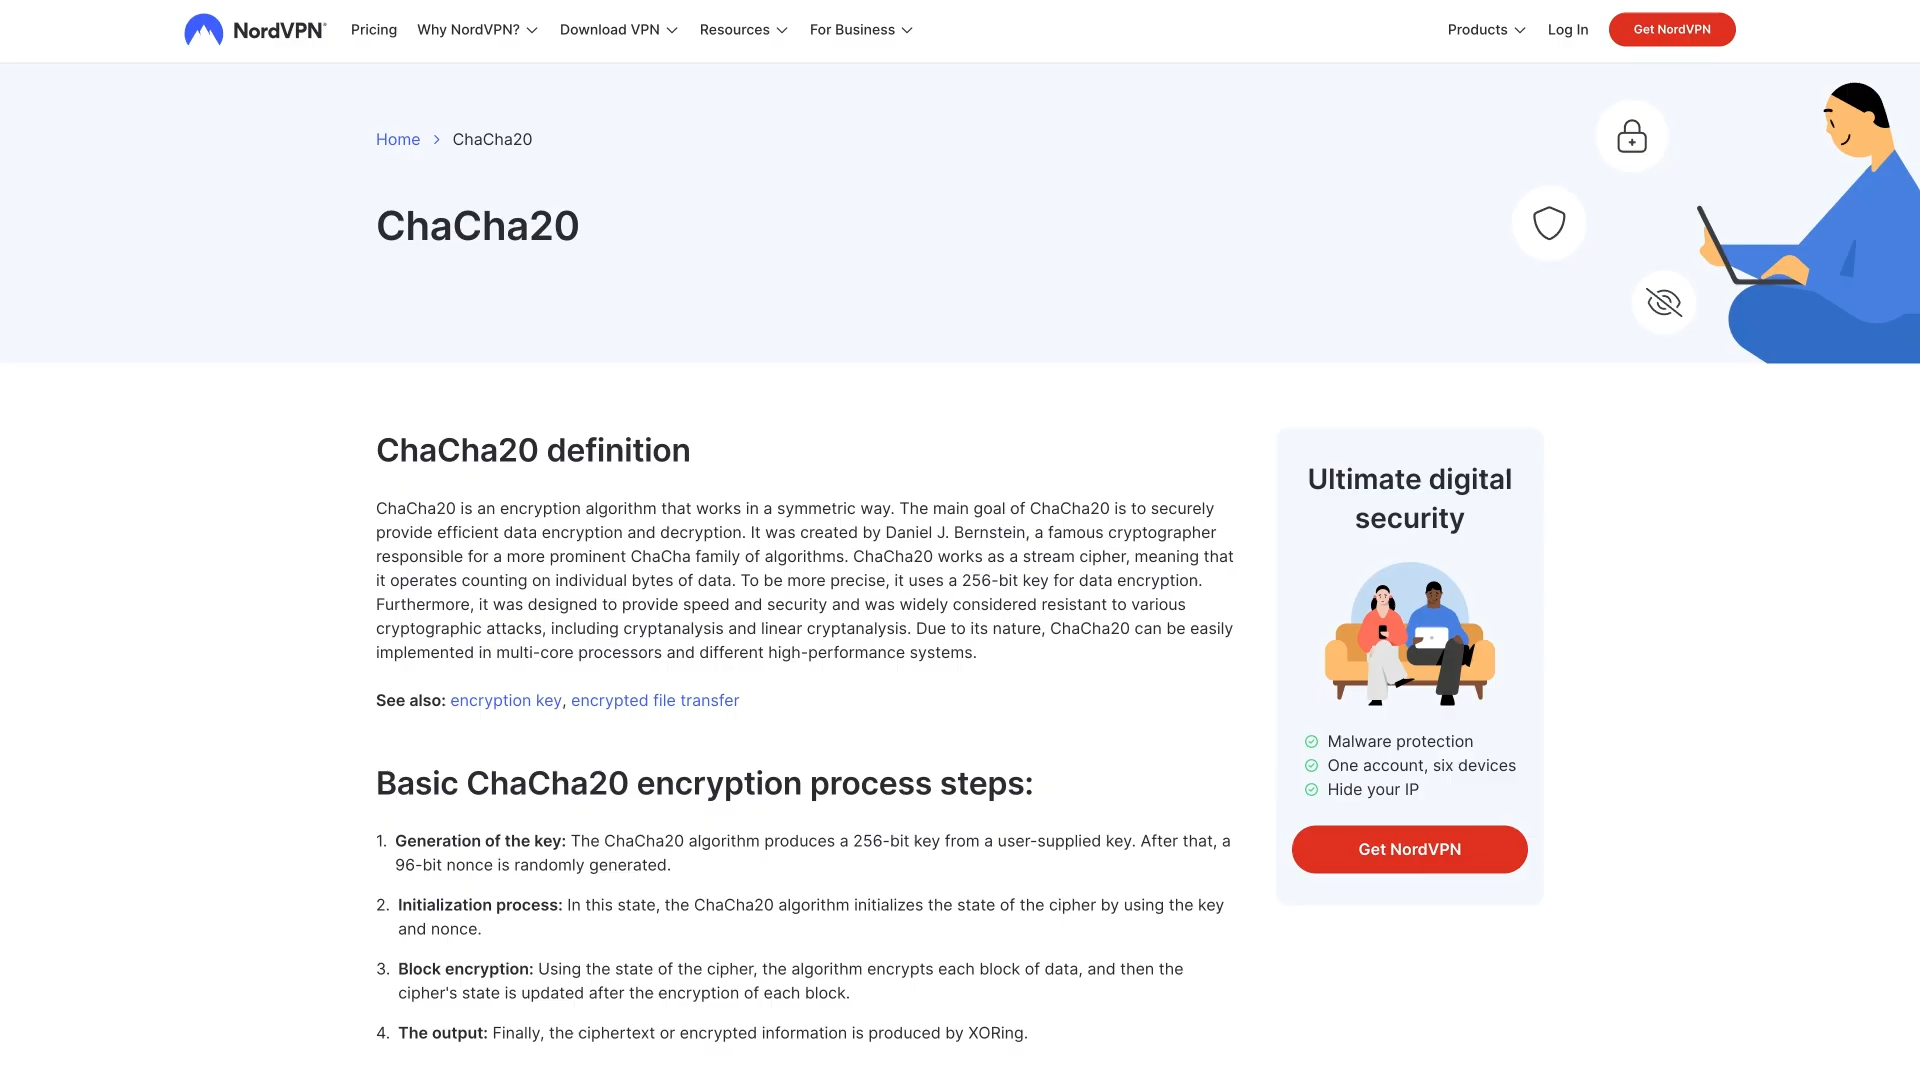 NordVPN®
Pricing
Why NordVPN?
Download VPN
Resources
For Business
Products
Log In
Get NordVPN
Home > ChaCha20
ChaCha20
ChaCha20 definition
ChaCha20 is an encryption algorithm that works in a symmetric way. The main goal of ChaCha20 is to securely
provide efficient data encryption and decryption. It was created by Daniel J. Bernstein, a famous cryptographer
responsible for a more prominent ChaCha family of algorithms. ChaCha20 works as a stream cipher, meaning that
it operates counting on individual bytes of data. To be more precise, it uses a 256-bit key for data encryption.
Furthermore, it was designed to provide speed and security and was widely considered resistant to various
cryptographic attacks, including cryptanalysis and linear cryptanalysis. Due to its nature, ChaCha20 can be easily
implemented in multi-core processors and different high-performance systems.
See also: encryption key, encrypted file transfer
Basic ChaCha20 encryption process steps:
1. Generation of the key: The ChaCha20 algorithm produces a 256-bit key from a user-supplied key. After that, a
96-bit nonce is randomly generated.
2. Initialization process: In this state, the ChaCha20 algorithm initializes the state of the cipher by using the key
and nonce.
3. Block encryption: Using the state of the cipher, the algorithm encrypts each block of data, and then the
cipher's state is updated after the encryption of each block.
4. The output: Finally, the ciphertext or encrypted information is produced by XORing.
Ultimate digital
security
Malware protection
One account, six devices
Hide your IP
Get NordVPN